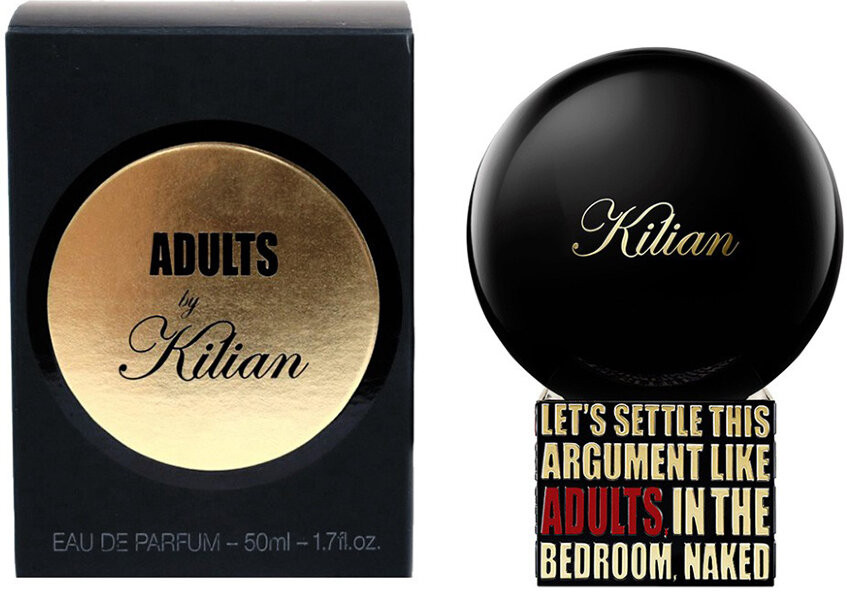 ADULTS
by
Kilian
EAU DE PARFUM – 50ml – 1.7fl.oz.
Kilian
LET'S SETTLE THIS
ARGUMENT LIKE
ADULTS, IN THE
BEDROOM, NAKED